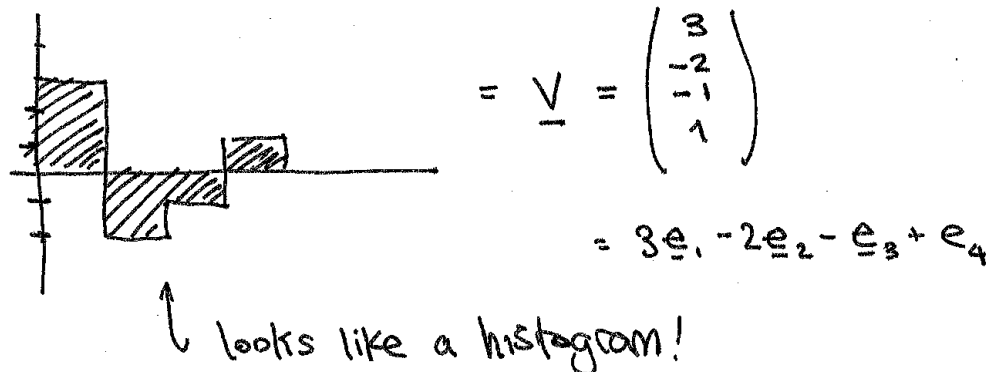 = V = ( 3
-2
-1
1 )
= 3e₁ - 2e₂ - e₃ + e₄
looks like a histogram!